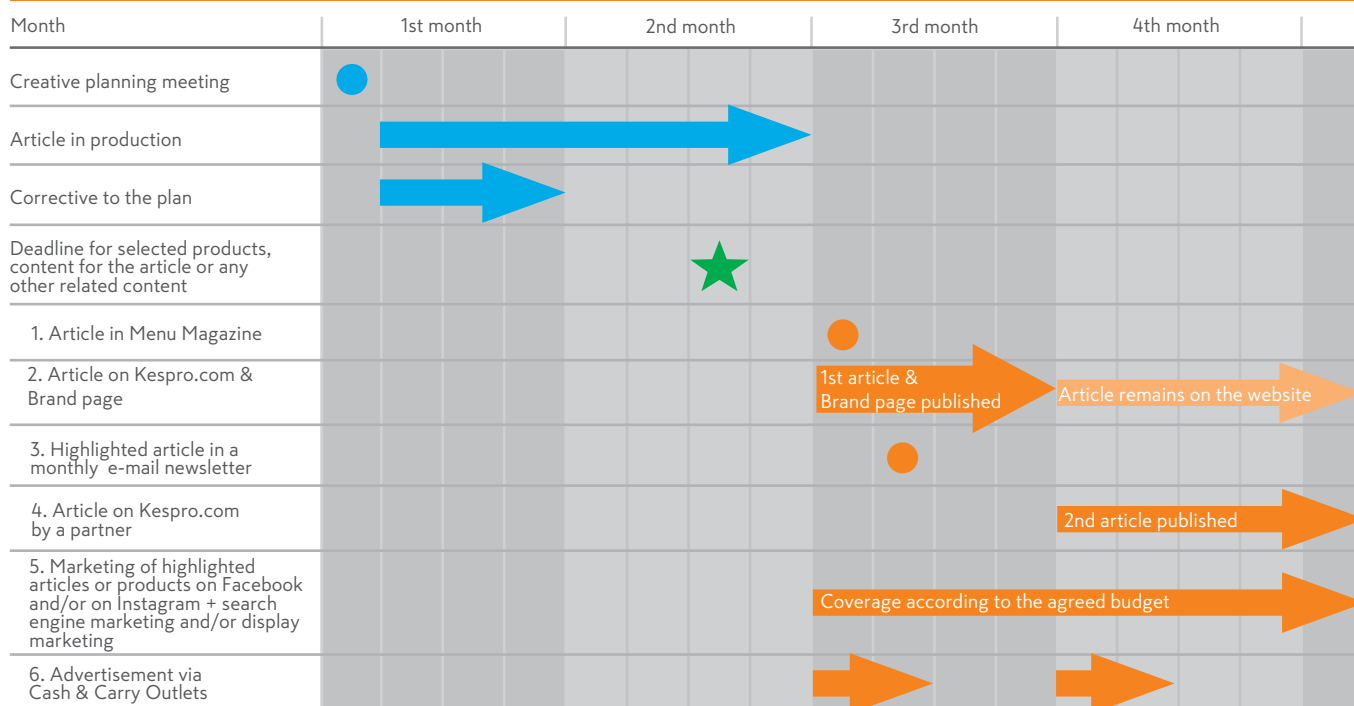 Month
1st month
2nd month
3rd month
4th month
Creative planning meeting
Article in production
Corrective to the plan
Deadline for selected products,
content for the article or any
other related content
1. Article in Menu Magazine
2. Article on Kespro.com &
Brand page
1st article &
Brand page published
Article remains on the website
3. Highlighted article in a
monthly e-mail newsletter
4. Article on Kespro.com
by a partner
2nd article published
5. Marketing of highlighted
articles or products on Facebook
and/or on Instagram + search
engine marketing and/or display
marketing
Coverage according to the agreed budget
6. Advertisement via
Cash & Carry Outlets